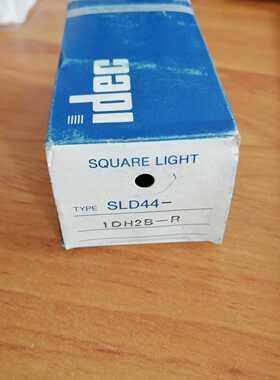 idec
SQUARE LIGHT
TYPE SLD44-
1DH2B-R